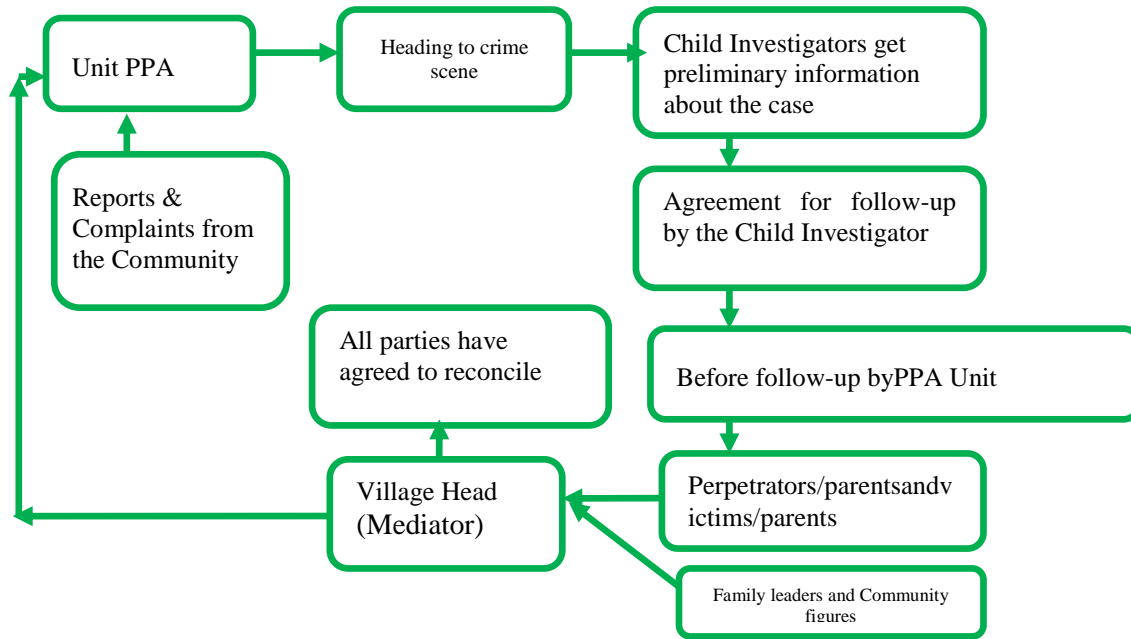 Unit PPA
Heading to crime
scene
Child Investigators get
preliminary information
about the case
Reports &
Complaints from
the Community
Agreement for follow-up
by the Child Investigator
All parties have
agreed to reconcile
Before follow-up byPPA Unit
Village Head
(Mediator)
Perpetrators/parentsandv
ictims/parents
Family leaders and Community
figures